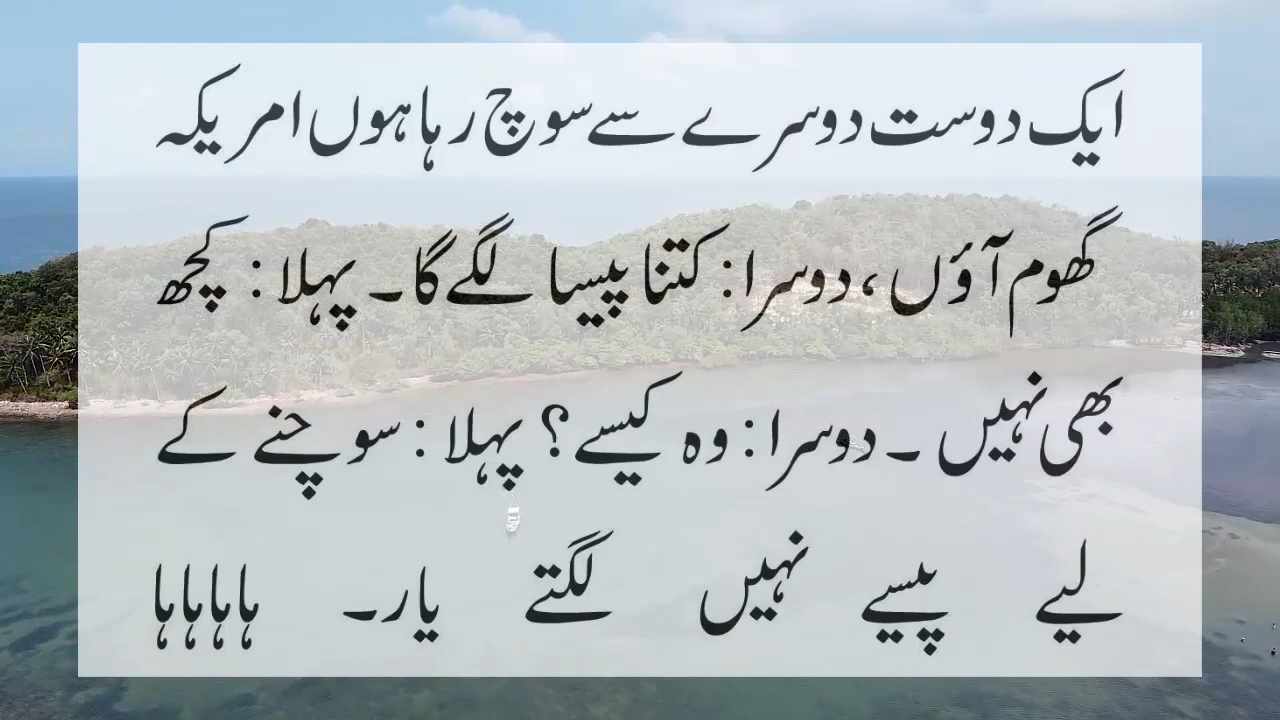 ایک دوست دوسرے سے سوچ رہا ہوں امریکہ
گھوم آؤں، دوسرا: کتنا پیسا لگے گا۔ پہلا: کچھ
بھی نہیں۔ دوسرا: وہ کیسے؟ پہلا: سوچنے کے
لیے پیسے نہیں لگتے یار۔ ہاہاہاہا